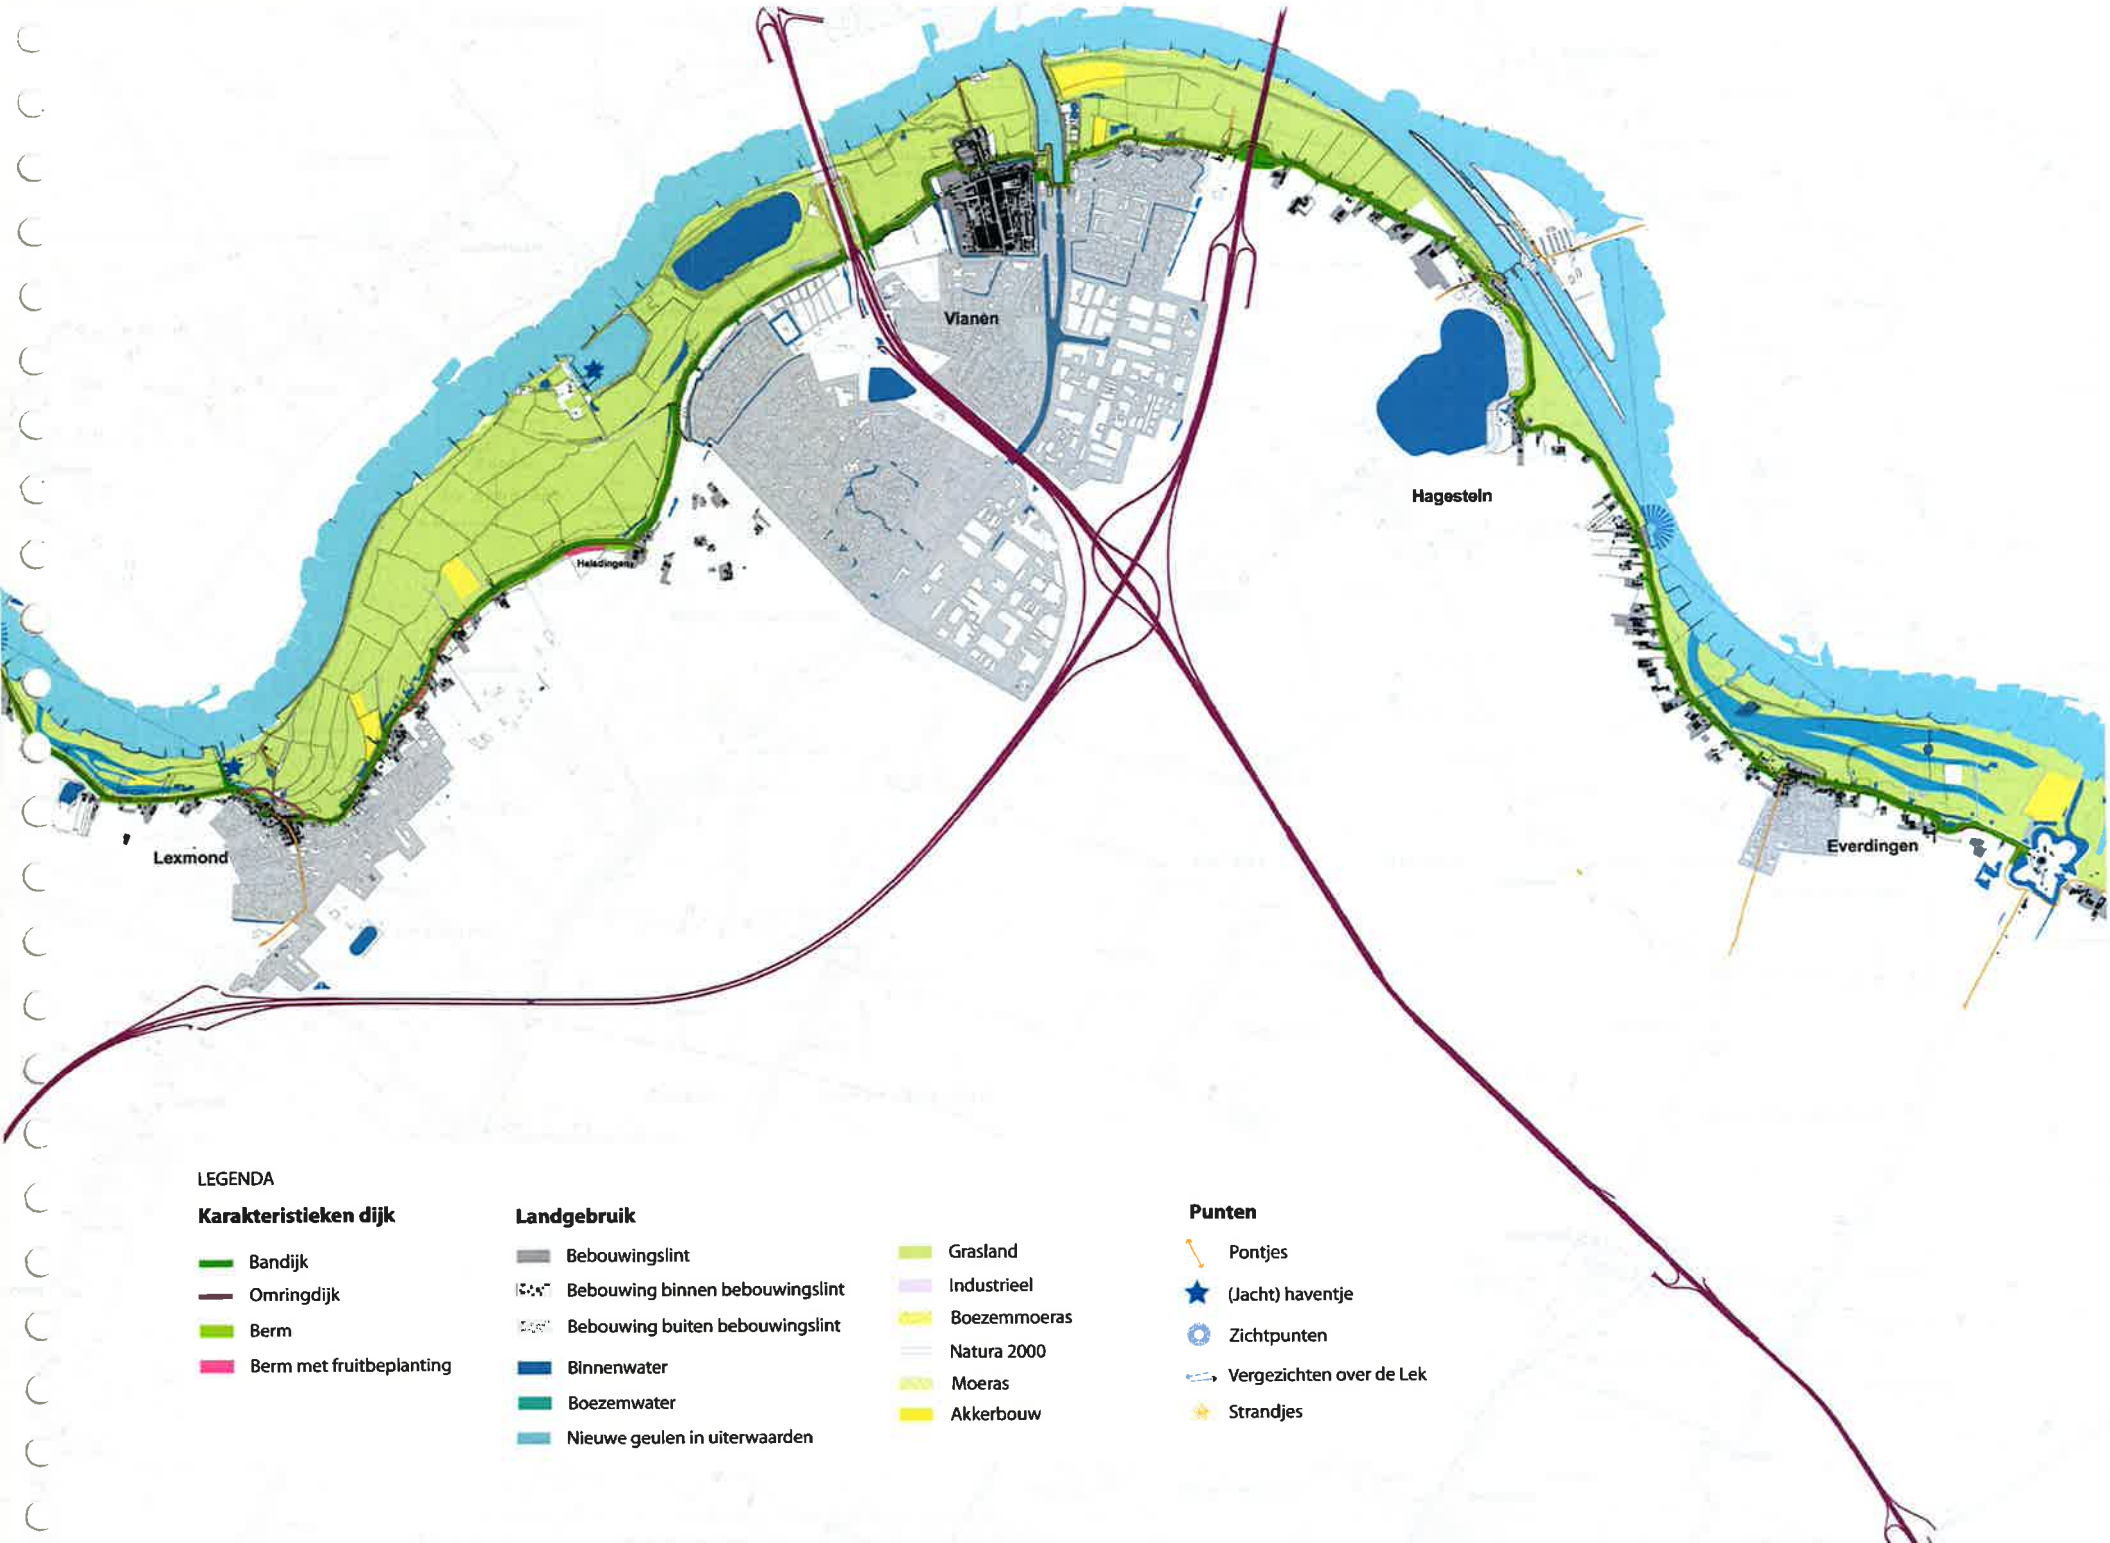 Vianen
Hagestein
Heisdingen
Lexmond
Everdingen
LEGENDA
Karakteristieken dijk
Bandijk
Omringdijk
Berm
Berm met fruitbeplanting
Landgebruik
Bebouwingslint
Bebouwing binnen bebouwingslint
Bebouwing buiten bebouwingslint
Binnenwater
Boezemwater
Nieuwe geulen in uiterwaarden
Grasland
Industrieel
Boezemmoeras
Natura 2000
Moeras
Akkerbouw
Punten
Pontjes
(Jacht) haventje
Zichtpunten
Vergezichten over de Lek
Strandjes